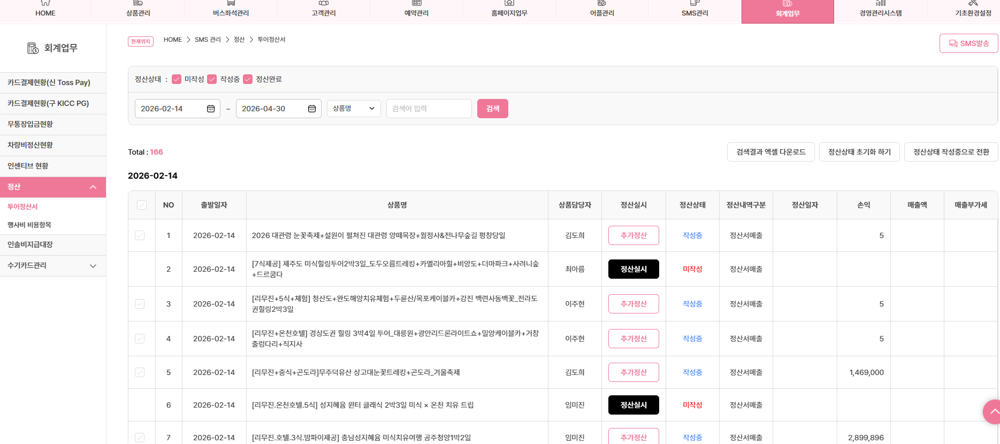 HOME 상품관리 버스좌석관리 고객관리 예약관리 홈페이지업무 어플관리 SMS관리 회계업무 경영관리시스템 기초환경설정
회계업무
카드결제현황(신 Toss Pay)
카드결제현황(구 KICC PG)
무통장입금현황
차량비정산현황
인센티브 현황
정산
투어정산서
행사비 비용항목
인솔비지급대장
수기카드관리
현재위치 HOME > SMS 관리 > 정산 > 투어정산서
SMS발송
정산상태 : 미작성 작성중 정산완료
2026-02-14 ~ 2026-04-30 상품명 검색어 입력 검색
Total : 166
검색결과 엑셀 다운로드 정산상태 초기화 하기 정산상태 작성중으로 전환
2026-02-14
NO 출발일자 상품명 상품담당자 정산실시 정산상태 정산내역구분 정산일자 손익 매출액 매출부가세
1 2026-02-14 2026 대관령 눈꽃축제+설원이 펼쳐진 대관령 양떼목장+월정사&전나무숲길 평창당일 김도희 추가정산 작성중 정산서매출 5
2 2026-02-14 [7식제공] 제주도 미식힐링투어2박3일_도두오름트레킹+카멜리아힐+비양도+더마파크+사려니숲
+드르쿰다 최아름 정산실시 미작성 정산서매출
3 2026-02-14 [리무진+5식+체험] 청산도+완도해양치유체험+두륜산/목포케이블카+강진 백련사동백꽃_전라도
권힐링2박3일 이주현 추가정산 작성중 정산서매출 5
4 2026-02-14 [리무진+온천호텔] 경상도권 힐링 3박4일 투어_대릉원+광안리드론라이트쇼+밀양케이블카+거창
출렁다리+직지사 이주현 추가정산 작성중 정산서매출 5
5 2026-02-14 [리무진+중식+곤도라]무주덕유산 상고대눈꽃트레킹+곤도라_겨울축제 김도희 추가정산 작성중 정산서매출 1,469,000
6 2026-02-14 [리무진.온천호텔.5식] 성지혜윰 윈터 클래식 2박3일 미식 × 온천 치유 트립 임미진 정산실시 미작성 정산서매출
7 2026-02-14 [리무진.호텔.3식.밤파이제공] 충남성지혜윰 미식치유여행 공주청양1박2일 임미진 추가정산 작성중 정산서매출 2,899,896